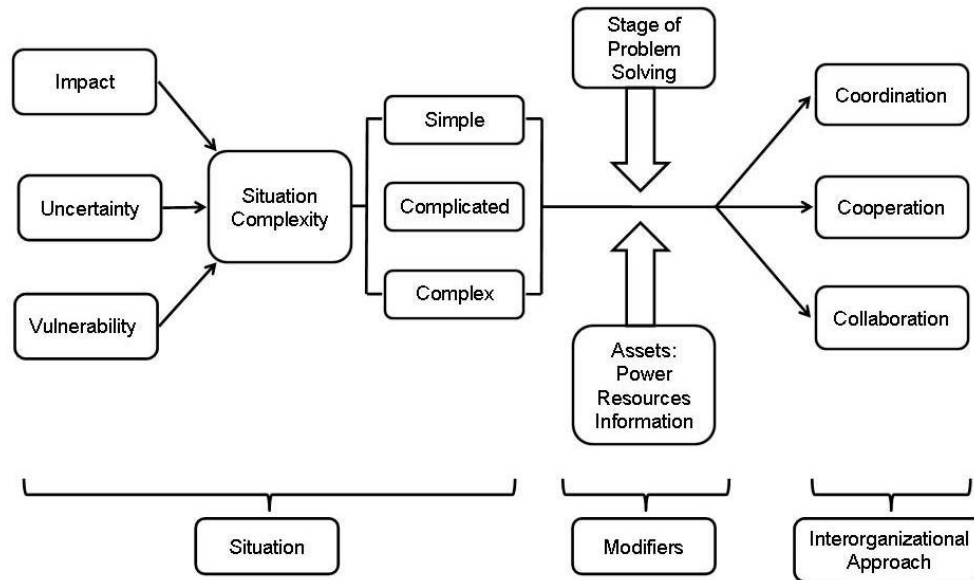 Impact
Uncertainty
Vulnerability
Situation
Complexity
Simple
Complicated
Complex
Stage of
Problem
Solving
Assets:
Power
Resources
Information
Coordination
Cooperation
Collaboration
Situation
Modifiers
Interorganizational
Approach